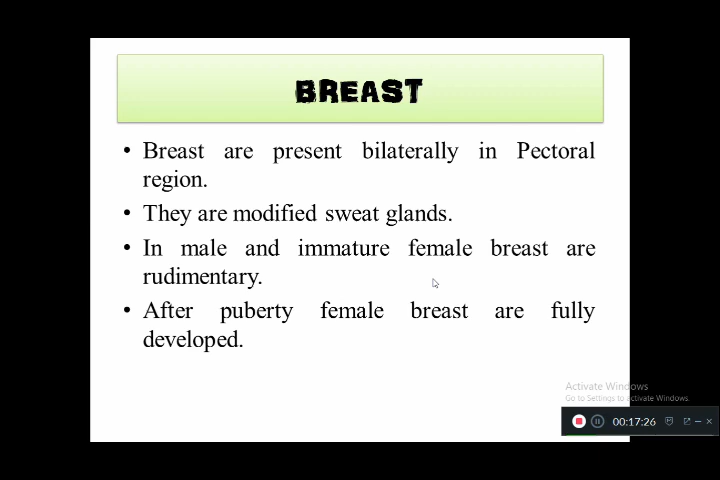 BREAST
• Breast are present bilaterally in Pectoral
region.
• They are modified sweat glands.
• In male and immature female breast are
rudimentary.
• After puberty female breast are fully
developed.
Activate Windows
Go to Settings to activate Windows.
00:17:26